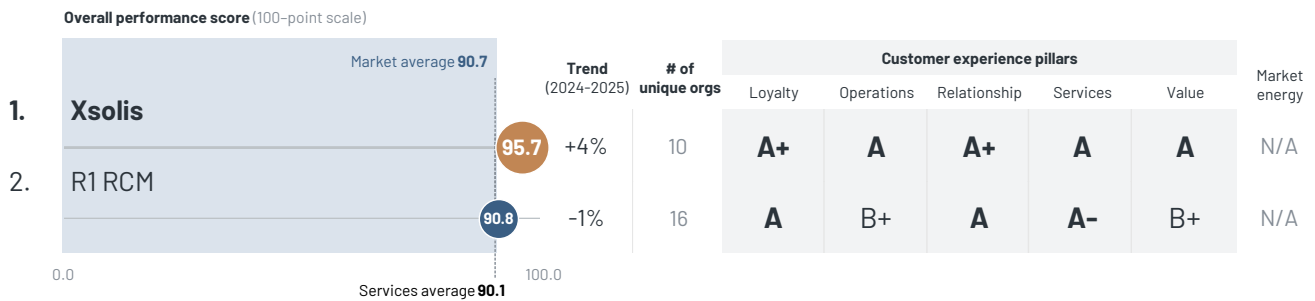 Overall performance score (100-point scale)
Market average 90.7
Trend
(2024-2025)
# of
unique orgs
Customer experience pillars
Loyalty Operations Relationship Services Value
Market
energy
1. Xsolis
95.7 +4% 10 A+ A A+ A A N/A
2. R1 RCM
90.8 -1% 16 A B+ A A- B+ N/A
0.0 100.0
Services average 90.1